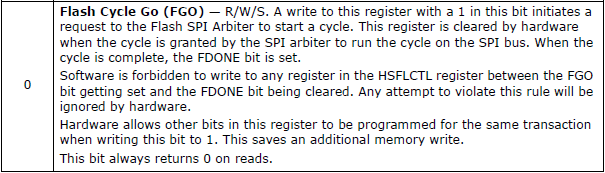 Flash Cycle Go (FGO) — R/W/S. A write to this register with a 1 in this bit initiates a
request to the Flash SPI Arbiter to start a cycle. This register is cleared by hardware
when the cycle is granted by the SPI arbiter to run the cycle on the SPI bus. When the
cycle is complete, the FDONE bit is set.
0
Software is forbidden to write to any register in the HSFLCTL register between the FGO
bit getting set and the FDONE bit being cleared. Any attempt to violate this rule will be
ignored by hardware.
Hardware allows other bits in this register to be programmed for the same transaction
when writing this bit to 1. This saves an additional memory write.
This bit always returns 0 on reads.